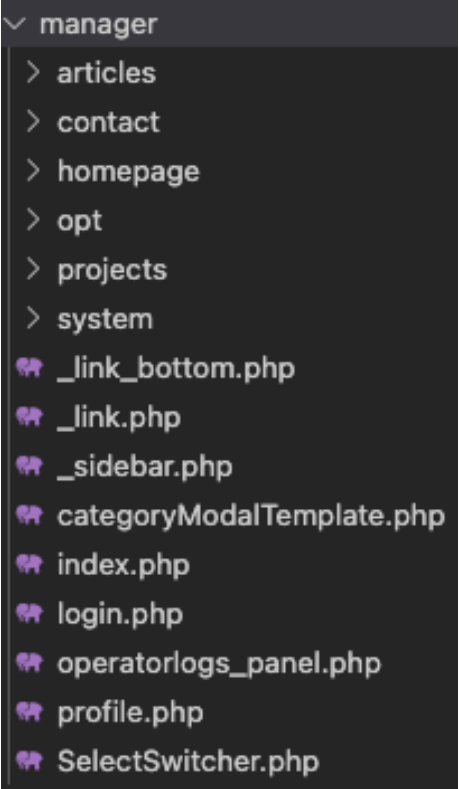 manager
articles
contact
homepage
opt
projects
system
_link_bottom.php
_link.php
_sidebar.php
categoryModalTemplate.php
index.php
login.php
operatorlogs_panel.php
profile.php
SelectSwitcher.php